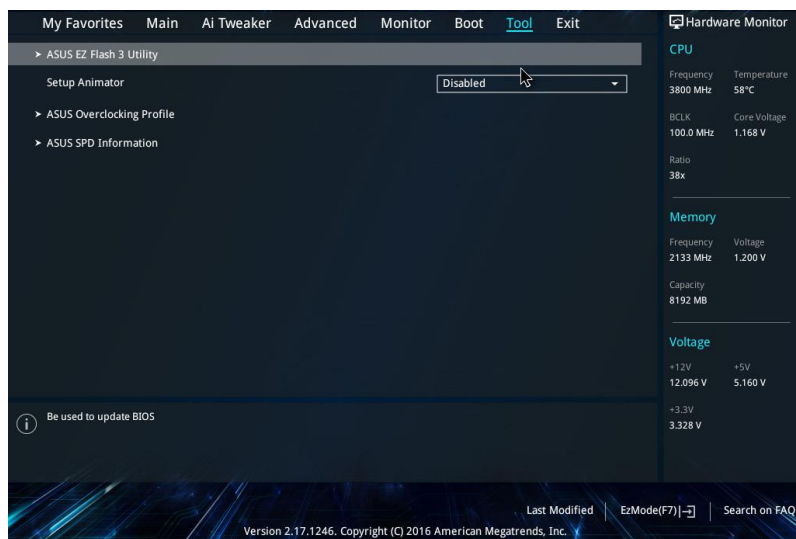 My Favorites Main Ai Tweaker Advanced Monitor Boot Tool Exit
ASUS EZ Flash 3 Utility
Setup Animator Disabled
ASUS Overclocking Profile
ASUS SPD Information
Be used to update BIOS
Hardware Monitor
CPU
Frequency Temperature
3800 MHz 58°C
BCLK Core Voltage
100.0 MHz 1.168 V
Ratio
38x
Memory
Frequency Voltage
2133 MHz 1.200 V
Capacity
8192 MB
Voltage
+12V +5V
12.096 V 5.160 V
+3.3V
3.328 V
Last Modified EzMode(F7) Search on FAQ
Version 2.17.1246. Copyright (C) 2016 American Megatrends, Inc.